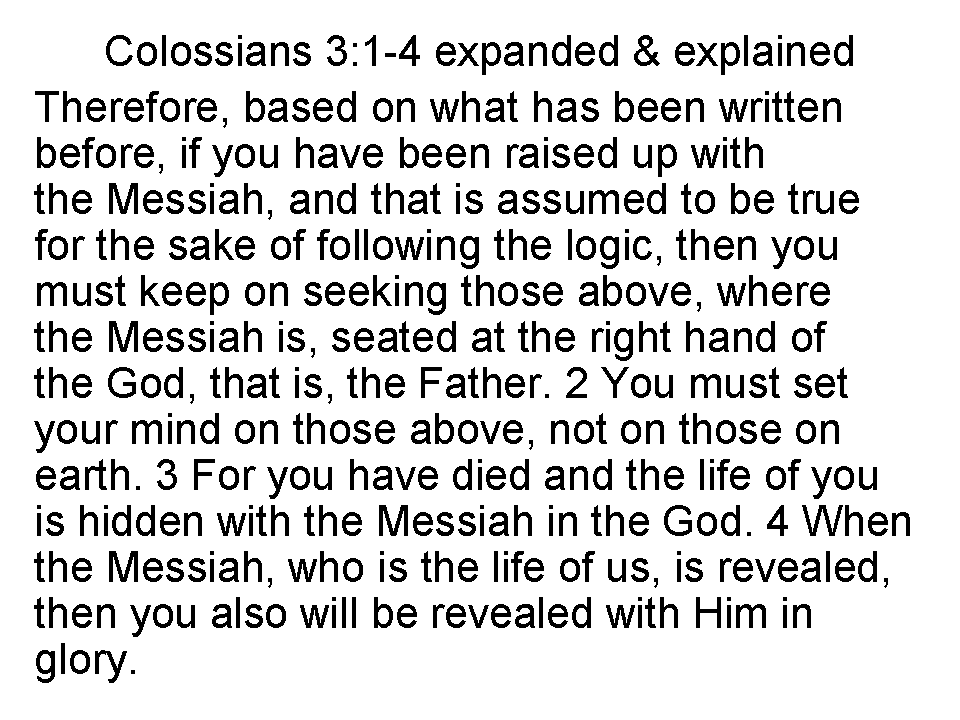 Colossians 3:1-4 expanded & explained
Therefore, based on what has been written
before, if you have been raised up with
the Messiah, and that is assumed to be true
for the sake of following the logic, then you
must keep on seeking those above, where
the Messiah is, seated at the right hand of
the God, that is, the Father. 2 You must set
your mind on those above, not on those on
earth. 3 For you have died and the life of you
is hidden with the Messiah in the God. 4 When
the Messiah, who is the life of us, is revealed,
then you also will be revealed with Him in
glory.